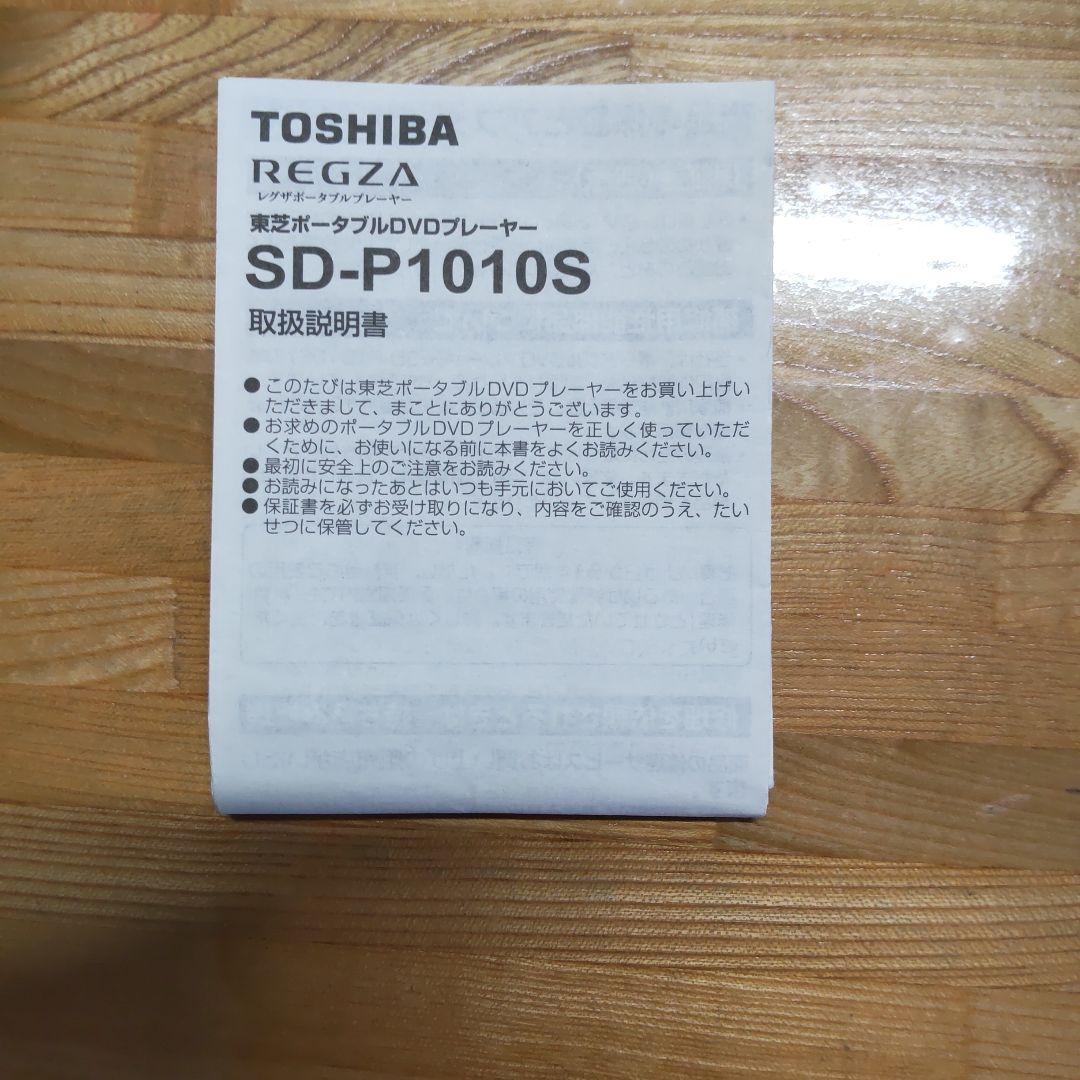 TOSHIBA
REGZA
レグザポータブルプレーヤー
東芝ポータブルDVDプレーヤー
SD-P1010S
取扱説明書
●このたびは東芝ポータブルDVDプレーヤーをお買い上げい
ただきまして、まことにありがとうございます。
●お求めのポータブルDVDプレーヤーを正しく使っていただ
くために、お使いになる前に本書をよくお読みください。
●最初に安全上のご注意をお読みください。
●お読みになったあとはいつも手元においてご使用ください。
●保証書を必ずお受け取りになり、内容をご確認のうえ、たい
せつに保管してください。